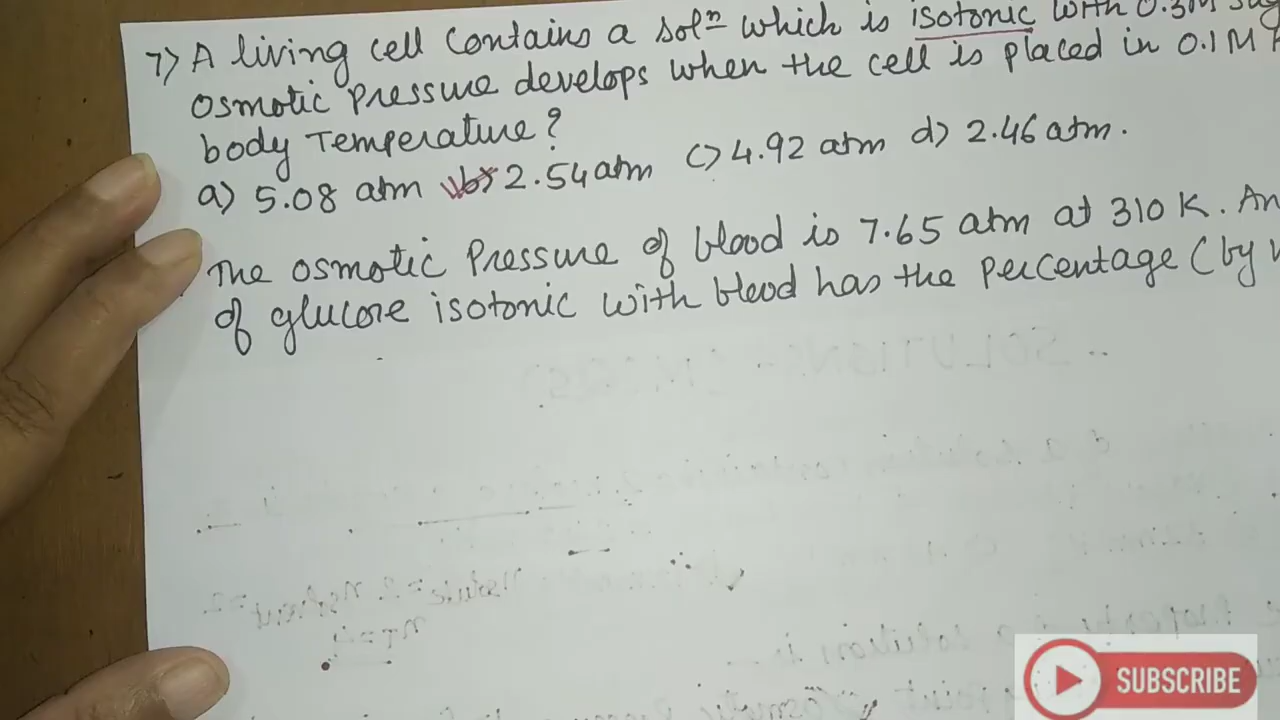 7) A living cell contains a solⁿ which is isotonic with 0.3M
Osmotic Pressure develops when the cell is placed in 0.1M
body Temperature?
a) 5.08 atm b) 2.54 atm c) 4.92 atm d) 2.46 atm.
The Osmotic Pressure of blood is 7.65 atm at 310 K. An
of glucose isotonic with blood has the percentage (by
SUBSCRIBE